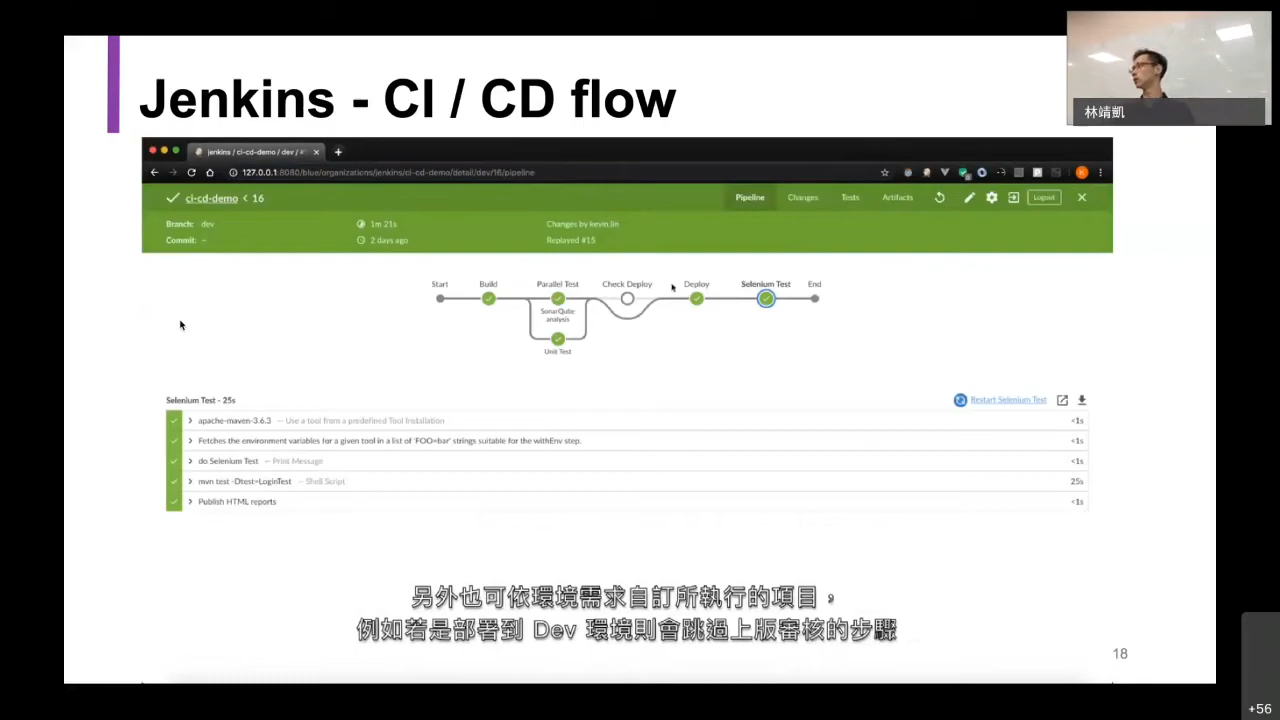 Jenkins - CI / CD flow
林靖凱
127.0.0.1:8080/blue/organizations/jenkins/ci-cd-demo/detail/dev/16/pipeline
ci-cd-demo < 16
Pipeline
Changes
Tests
Artifacts
Logout
Branch: dev
1m 21s
Changes by kevin.lin
Commit: –
2 days ago
Replayed #15
Start
Build
Parallel Test
Check Deploy
Deploy
Selenium Test
End
SonarQube
analysis
Unit Test
Selenium Test - 25s
Restart Selenium Test
apache-maven-3.6.3 — Use a tool from a predefined Tool Installation <1s
Fetches the environment variables for a given tool in a list of 'FOO=bar' strings suitable for the withEnv step. <1s
do Selenium Test — Print Message <1s
mvn test -Dtest=LoginTest — Shell Script 25s
Publish HTML reports <1s
另外也可依環境需求自訂所執行的項目，
例如若是部署到 Dev 環境則會跳過上版審核的步驟
18
+56